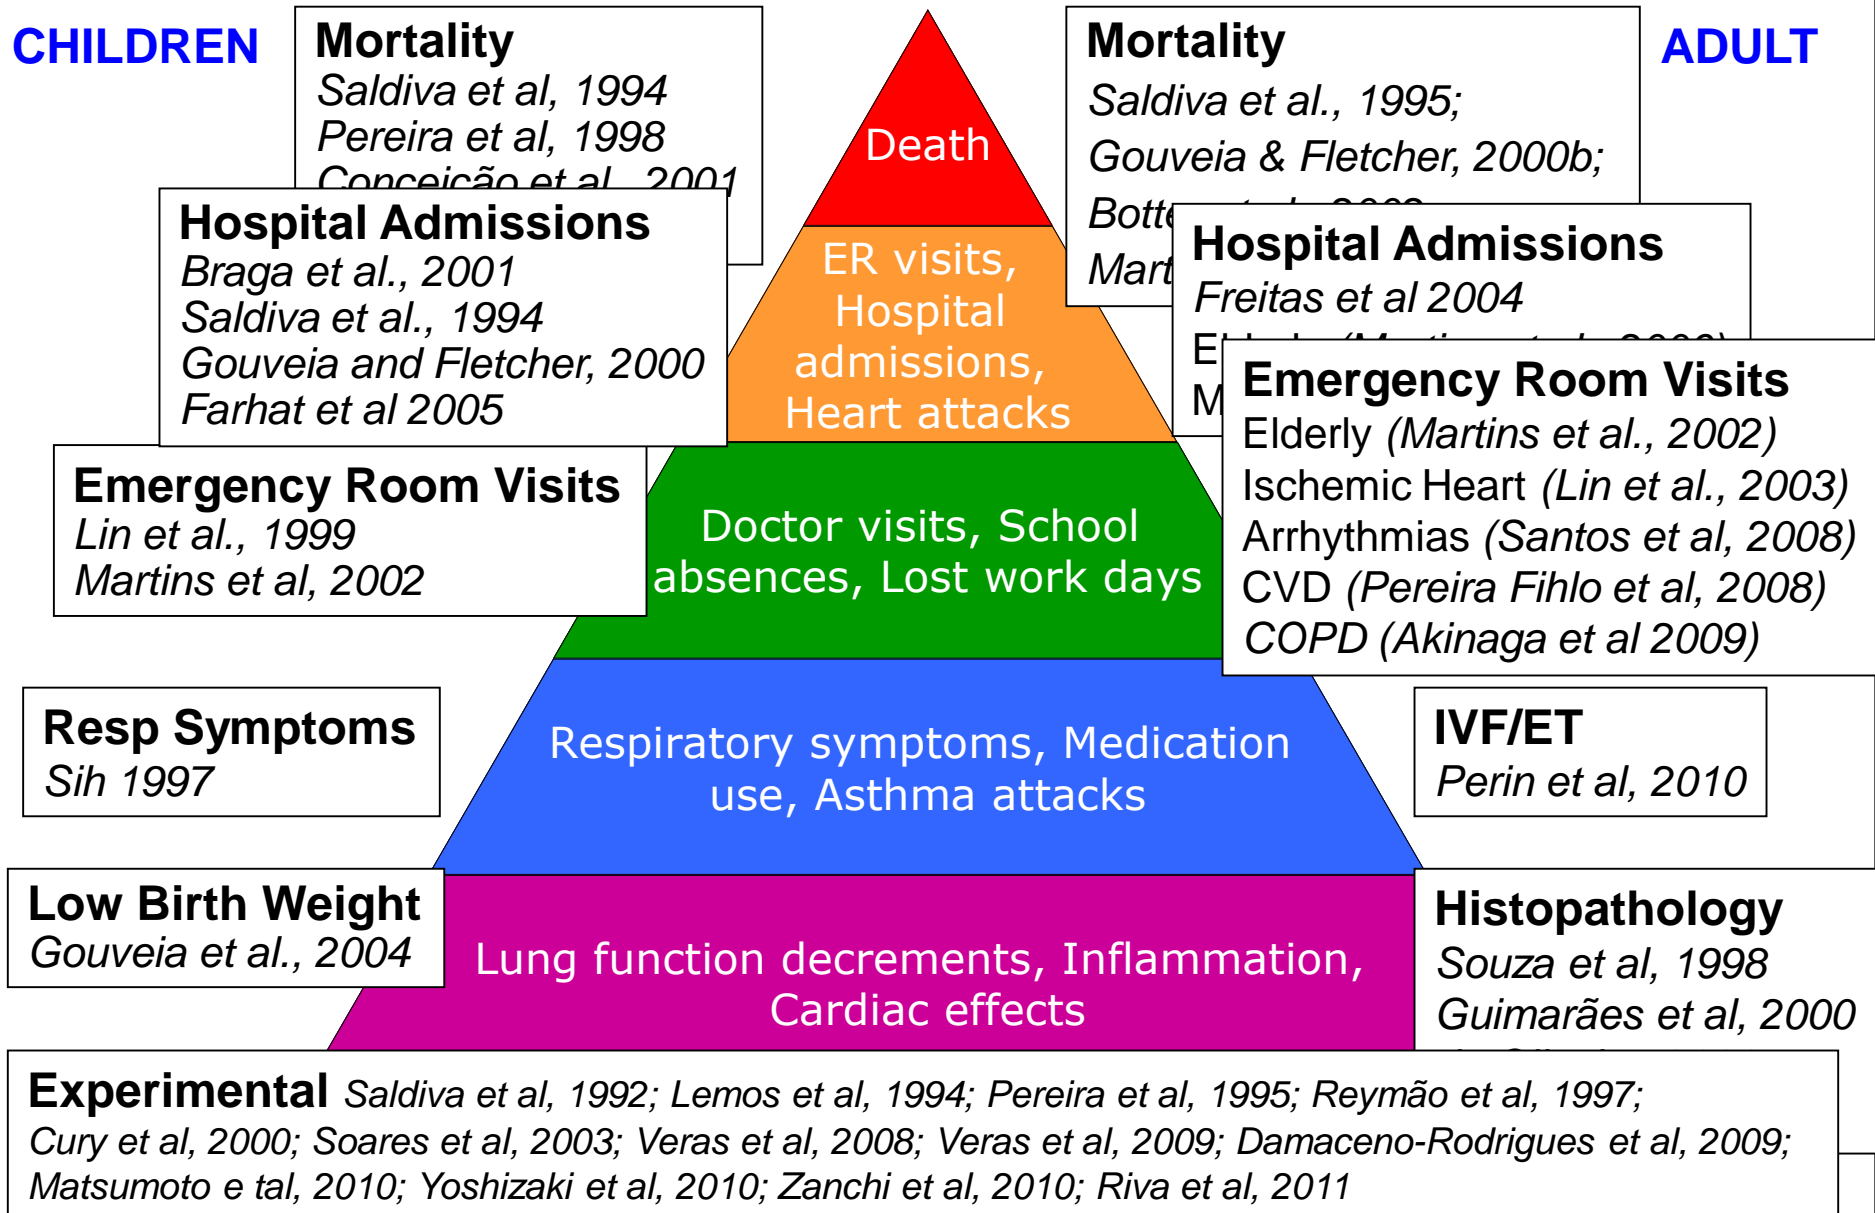 CHILDREN
Mortality
Saldiva et al, 1994
Pereira et al, 1998
Conceição et al., 2001
Hospital Admissions
Braga et al., 2001
Saldiva et al., 1994
Gouveia and Fletcher, 2000
Farhat et al 2005
Emergency Room Visits
Lin et al., 1999
Martins et al, 2002
Resp Symptoms
Sih 1997
Low Birth Weight
Gouveia et al., 2004
Death
ER visits,
Hospital
admissions,
Heart attacks
Doctor visits, School
absences, Lost work days
Respiratory symptoms, Medication
use, Asthma attacks
Lung function decrements, Inflammation,
Cardiac effects
ADULT
Mortality
Saldiva et al., 1995;
Gouveia & Fletcher, 2000b;
Hospital Admissions
Freitas et al 2004
Emergency Room Visits
Elderly (Martins et al., 2002)
Ischemic Heart (Lin et al., 2003)
Arrhythmias (Santos et al, 2008)
CVD (Pereira Fihlo et al, 2008)
COPD (Akinaga et al 2009)
IVF/ET
Perin et al, 2010
Histopathology
Souza et al, 1998
Guimarães et al, 2000
Experimental Saldiva et al, 1992; Lemos et al, 1994; Pereira et al, 1995; Reymão et al, 1997;
Cury et al, 2000; Soares et al, 2003; Veras et al, 2008; Veras et al, 2009; Damaceno-Rodrigues et al, 2009;
Matsumoto e tal, 2010; Yoshizaki et al, 2010; Zanchi et al, 2010; Riva et al, 2011